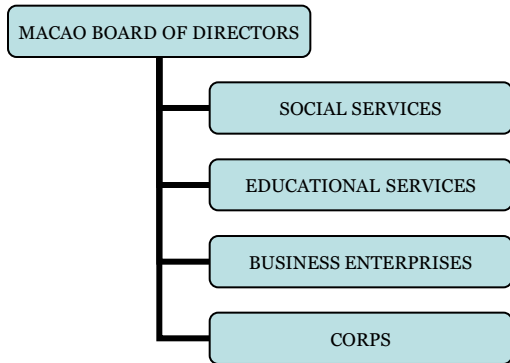 MACAO BOARD OF DIRECTORS
SOCIAL SERVICES
EDUCATIONAL SERVICES
BUSINESS ENTERPRISES
CORPS